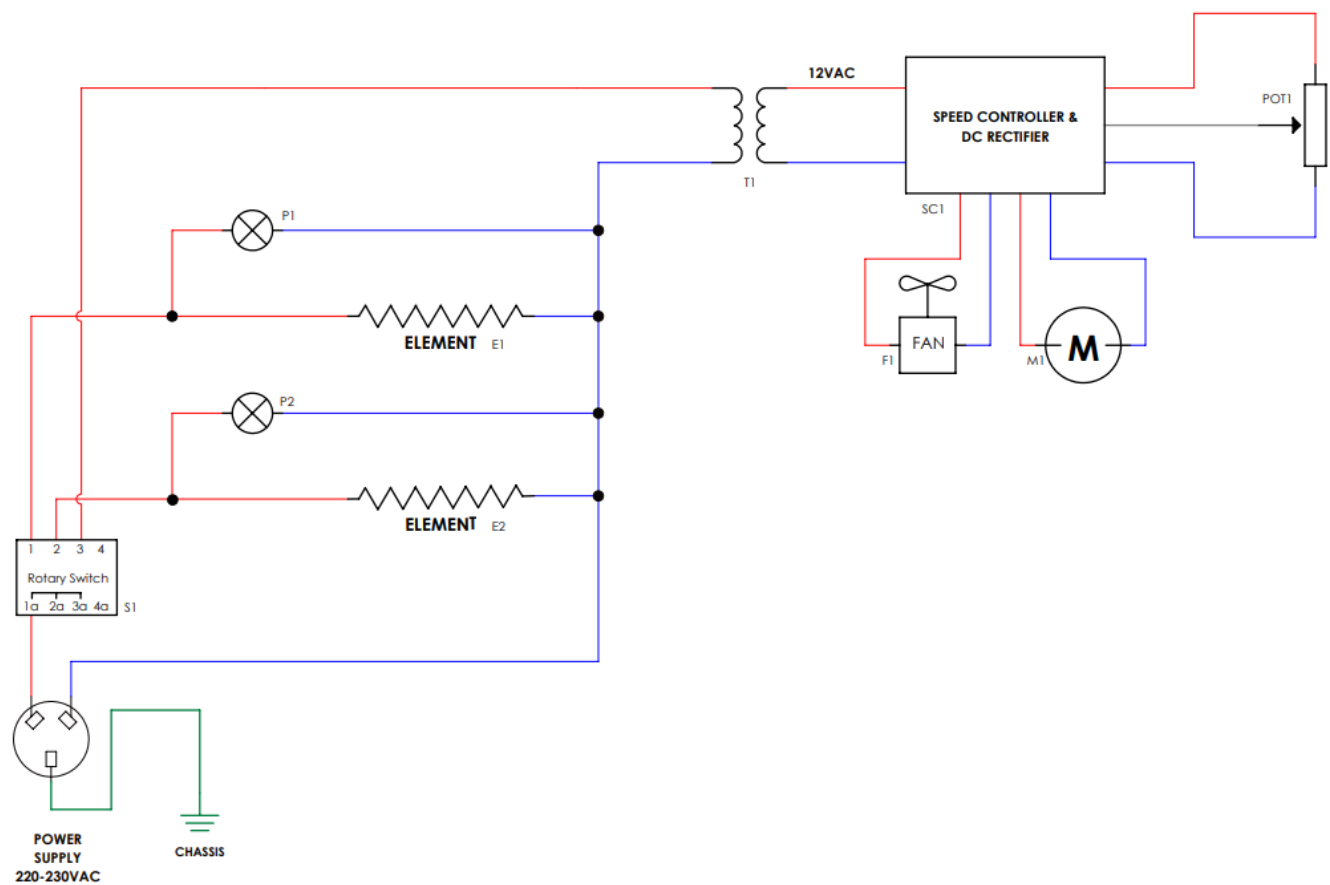 12VAC
SPEED CONTROLLER &
DC RECTIFIER
POT1
T1
SC1
P1
ELEMENT E1
FAN
F1
M
M1
P2
ELEMENT E2
1 2 3 4
Rotary Switch
1a 2a 3a 4a
S1
POWER
SUPPLY
220-230VAC
CHASSIS